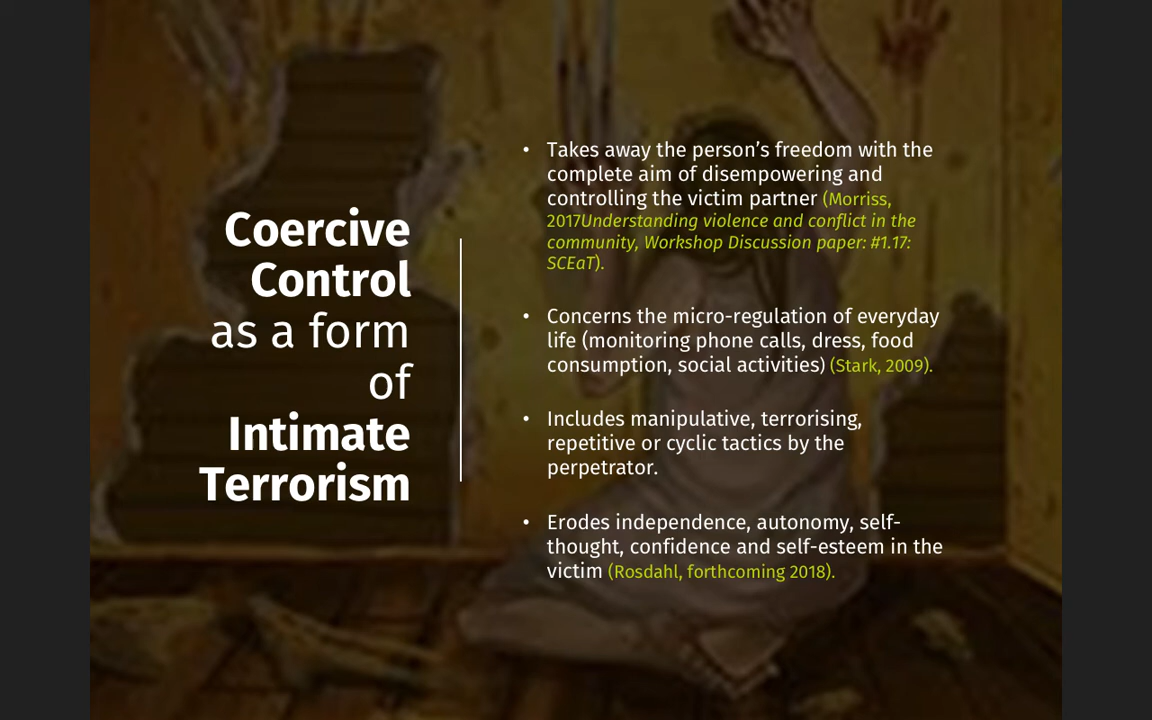 Coercive
Control
as a form
of
Intimate
Terrorism
• Takes away the person’s freedom with the
complete aim of disempowering and
controlling the victim partner (Morriss,
2017Understanding violence and conflict in the
community, Workshop Discussion paper: #1.17:
SCEaT).
• Concerns the micro-regulation of everyday
life (monitoring phone calls, dress, food
consumption, social activities) (Stark, 2009).
• Includes manipulative, terrorising,
repetitive or cyclic tactics by the
perpetrator.
• Erodes independence, autonomy, self-
thought, confidence and self-esteem in the
victim (Rosdahl, forthcoming 2018).